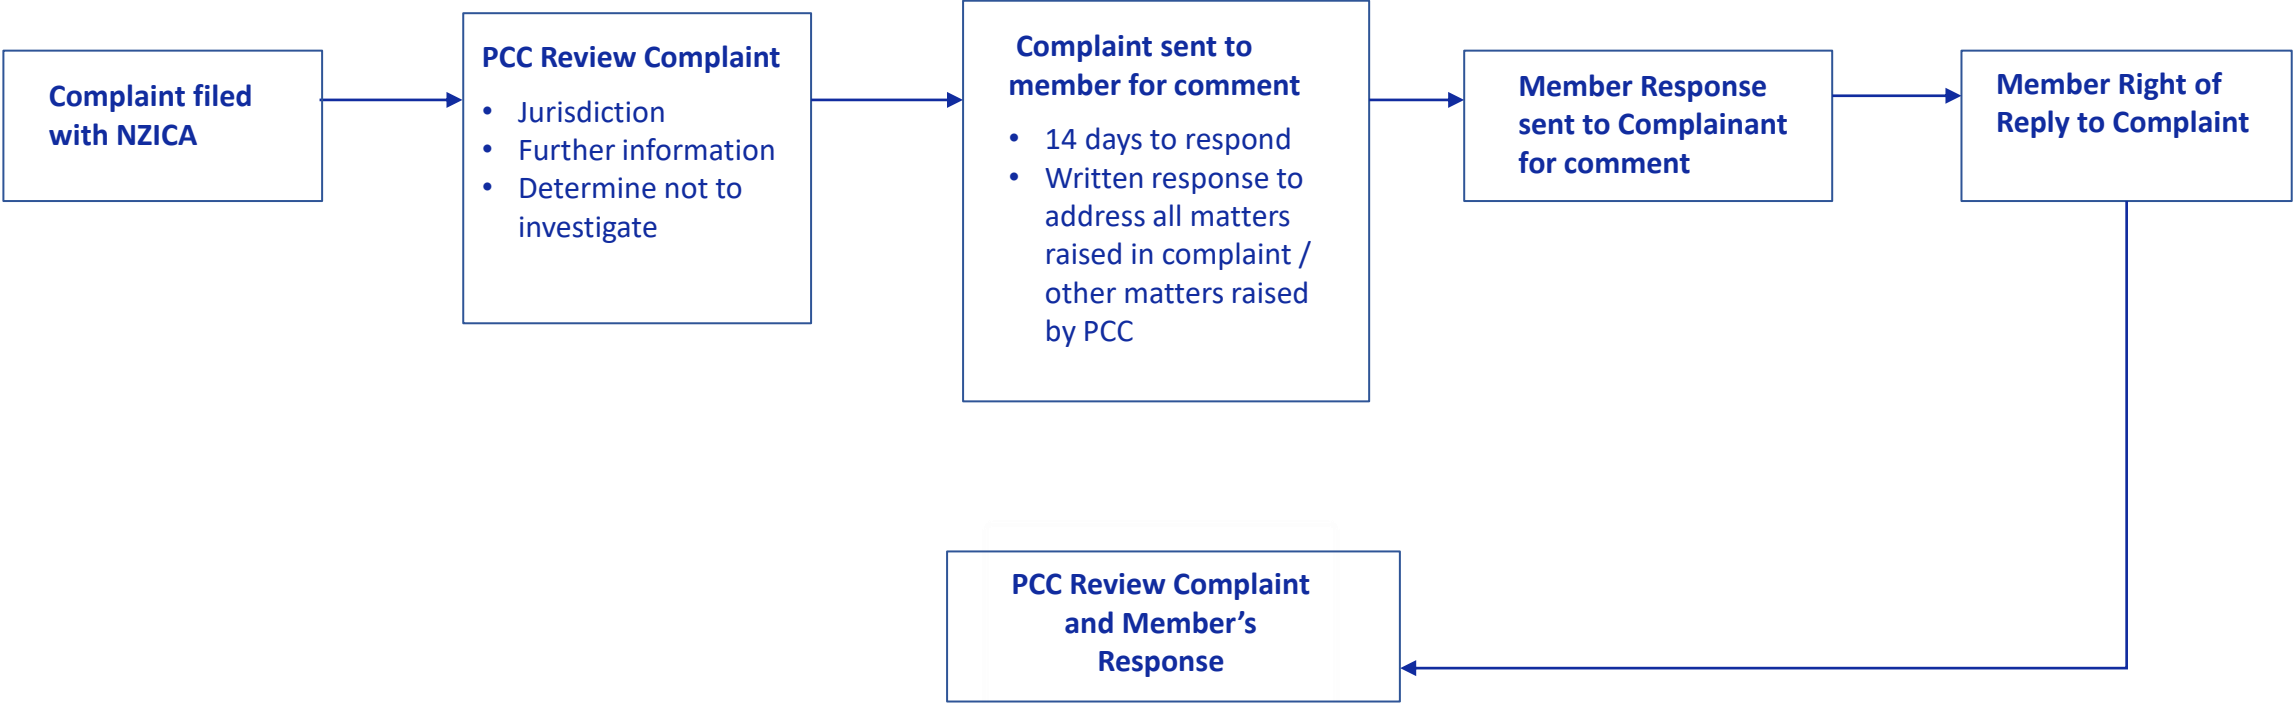 Complaint filed
with NZICA
PCC Review Complaint
• Jurisdiction
• Further information
• Determine not to
investigate
Complaint sent to
member for comment
• 14 days to respond
• Written response to
address all matters
raised in complaint /
other matters raised
by PCC
Member Response
sent to Complainant
for comment
Member Right of
Reply to Complaint
PCC Review Complaint
and Member’s
Response